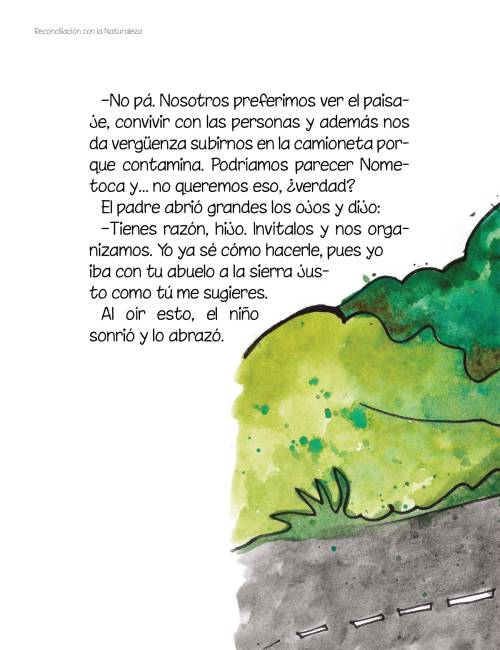 Reconciliación con la Naturaleza
–No pá. Nosotros preferimos ver el paisa-
je, convivir con las personas y además nos
da vergüenza subirnos en la camioneta por-
que contamina. Podríamos parecer Nome-
toca y... no queremos eso, ¿verdad?
El padre abrió grandes los ojos y dijo:
–Tienes razón, hijo. Invítalos y nos orga-
nizamos. Yo ya sé cómo hacerle, pues yo
iba con tu abuelo a la sierra jus-
to como tú me sugieres.
Al oír esto, el niño
sonrió y lo abrazó.